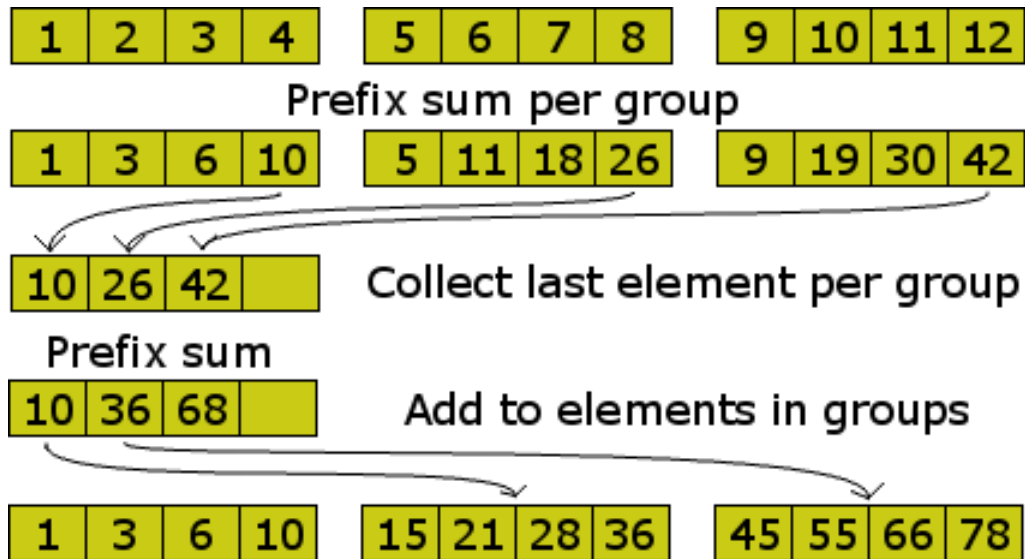 1 2 3 4 5 6 7 8 9 10 11 12
Prefix sum per group
1 3 6 10 5 11 18 26 9 19 30 42
10 26 42 Collect last element per group
Prefix sum
10 36 68 Add to elements in groups
1 3 6 10 15 21 28 36 45 55 66 78